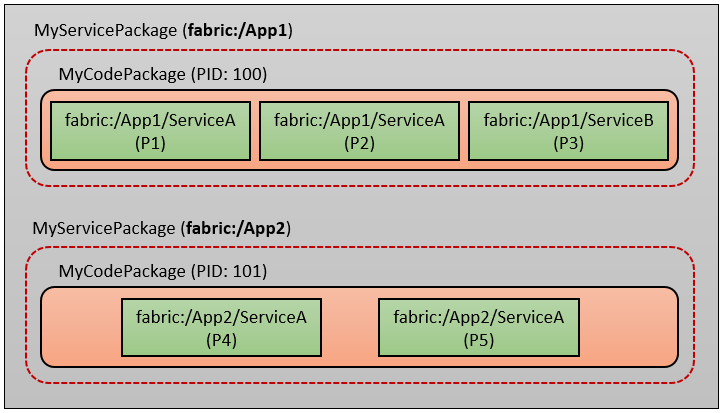 MyServicePackage (fabric:/App1)
MyCodePackage (PID: 100)
fabric:/App1/ServiceA
(P1)
fabric:/App1/ServiceA
(P2)
fabric:/App1/ServiceB
(P3)
MyServicePackage (fabric:/App2)
MyCodePackage (PID: 101)
fabric:/App2/ServiceA
(P4)
fabric:/App2/ServiceA
(P5)